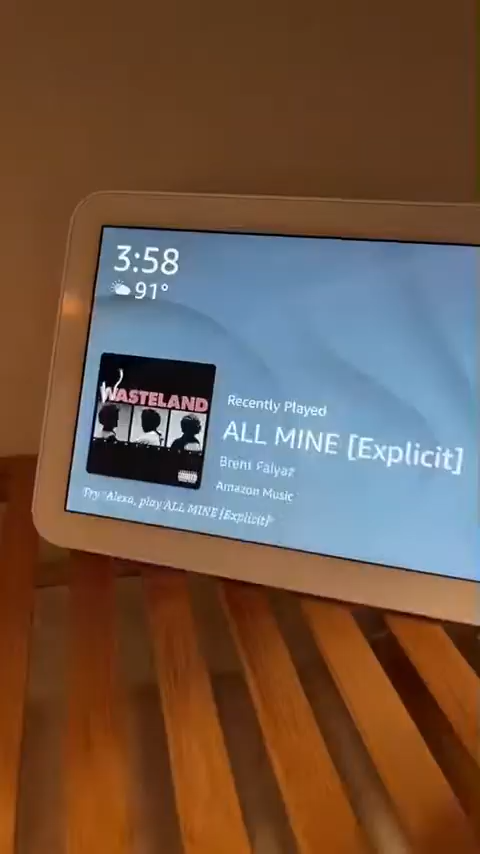 3:58
91°
WASTELAND
Recently Played
ALL MINE [Explicit]
Brent Faiyaz
Amazon Music
Try "Alexa, play ALL MINE [Explicit]"